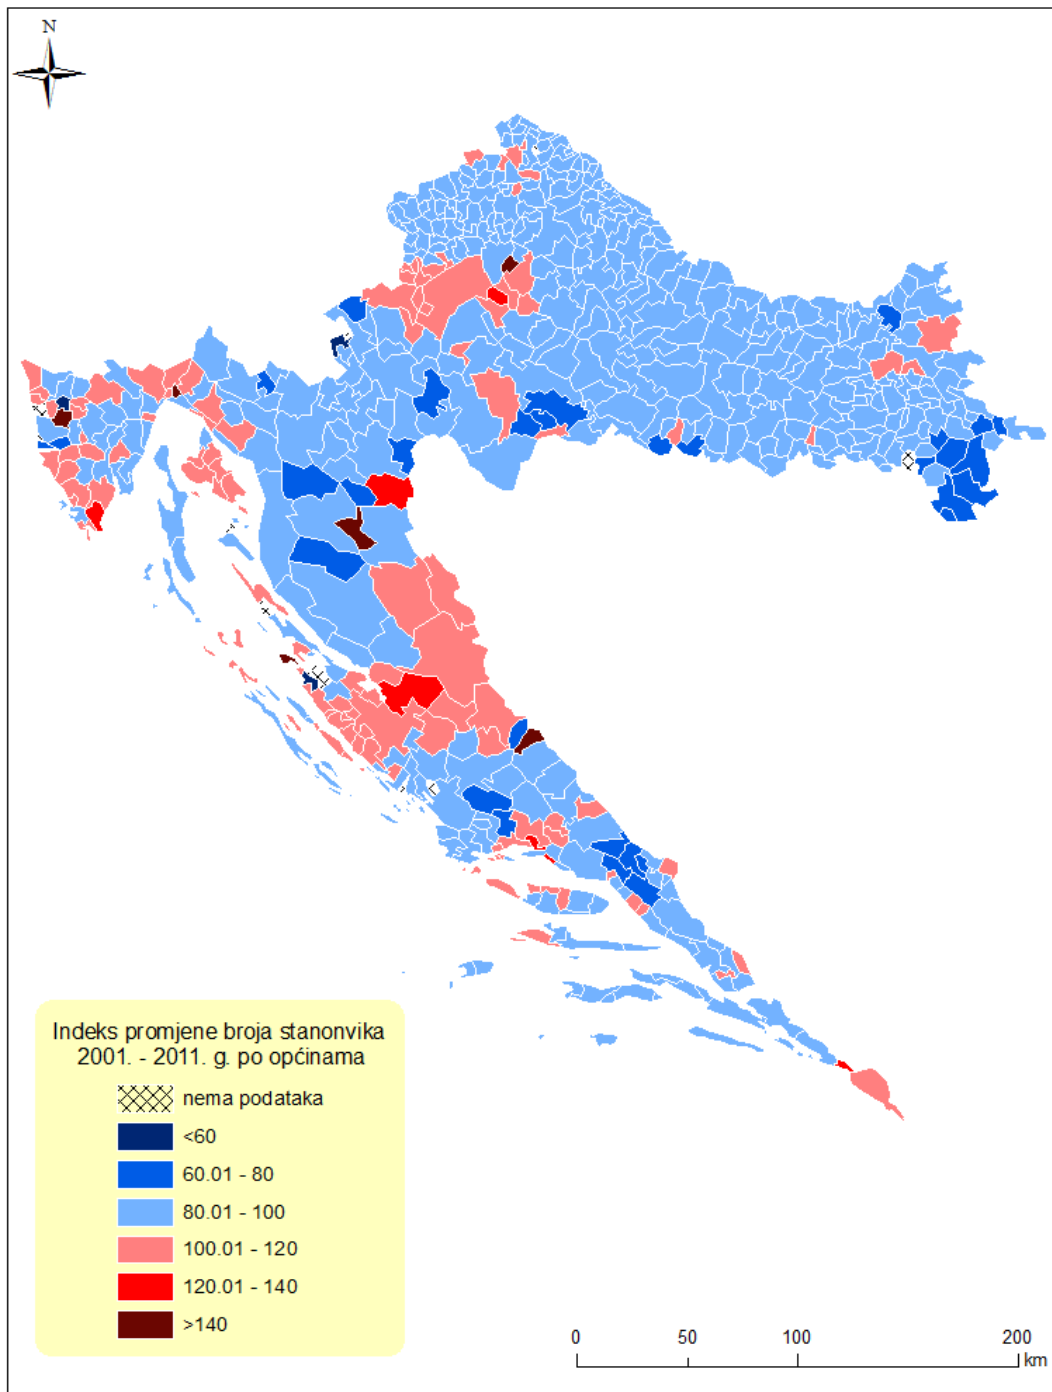 N
Indeks promjene broja stanonvika
2001. - 2011. g. po općinama
nema podataka
<60
60.01 - 80
80.01 - 100
100.01 - 120
120.01 - 140
>140
0 50 100 200
km